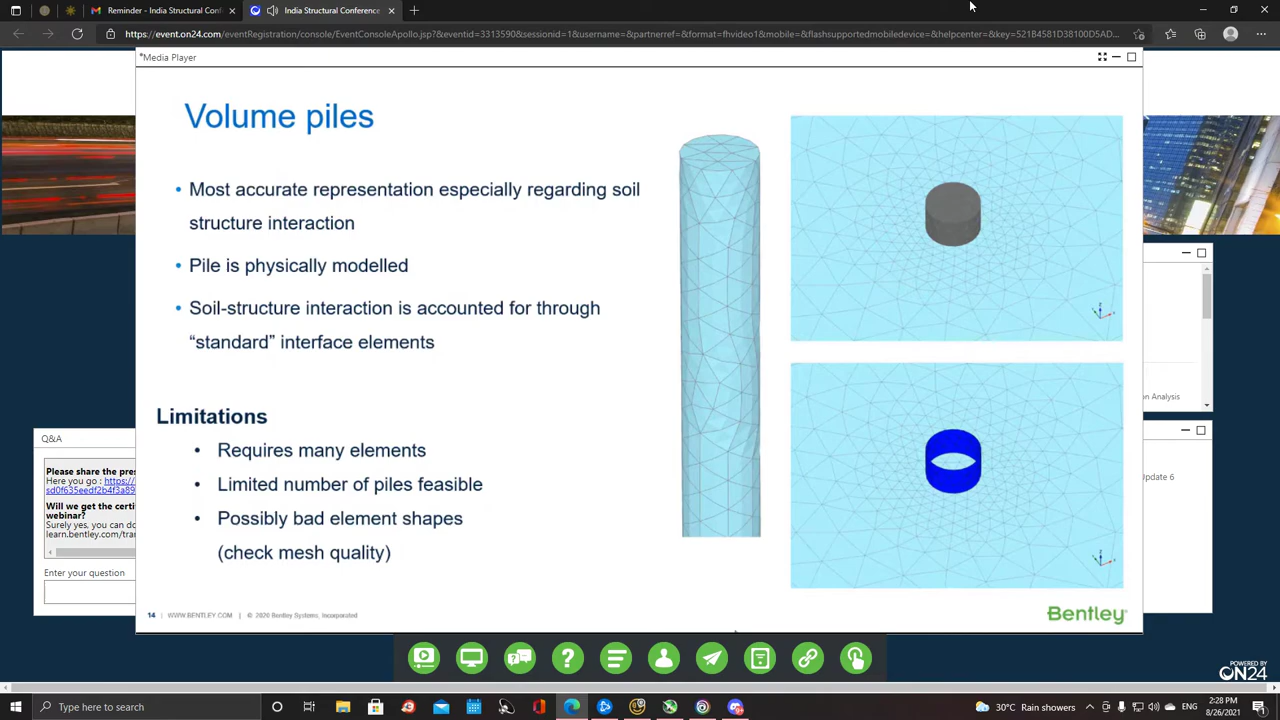 Reminder - Virtual Conference:
India Structural Conference
https://event.on24.com/eventRegistration/console/EventConsoleApollo.jsp?&eventid=3313590&sessionid=1&username=&partnerref=&format=fhvideo1&mobile=&flashsupportedmobiledevice=&helpcenter=&key=521B4581D38100D5AD...
*Media Player
Volume piles
• Most accurate representation especially regarding soil
structure interaction
• Pile is physically modelled
• Soil-structure interaction is accounted for through
“standard” interface elements
Limitations
• Requires many elements
• Limited number of piles feasible
• Possibly bad element shapes
(check mesh quality)
14 | WWW.BENTLEY.COM | © 2020 Bentley Systems, Incorporated
Bentley
Q&A
Please share the pres
Here you go : https://
sd0f635eedf2b4f3a89
Will we get the certi
webinar?
Surely yes, you can do
learn.bentley.com/tra
Enter your question
on Analysis
Update 6
POWERED BY
ON24
Type here to search
30°C Rain showers
ENG
2:28 PM
8/26/2021